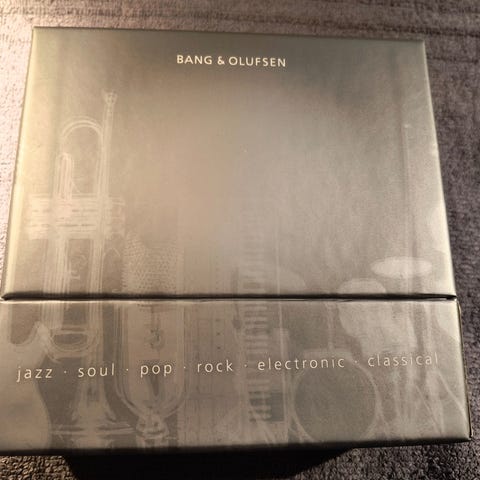 BANG & OLUFSEN
jazz · soul · pop · rock · electronic · classical